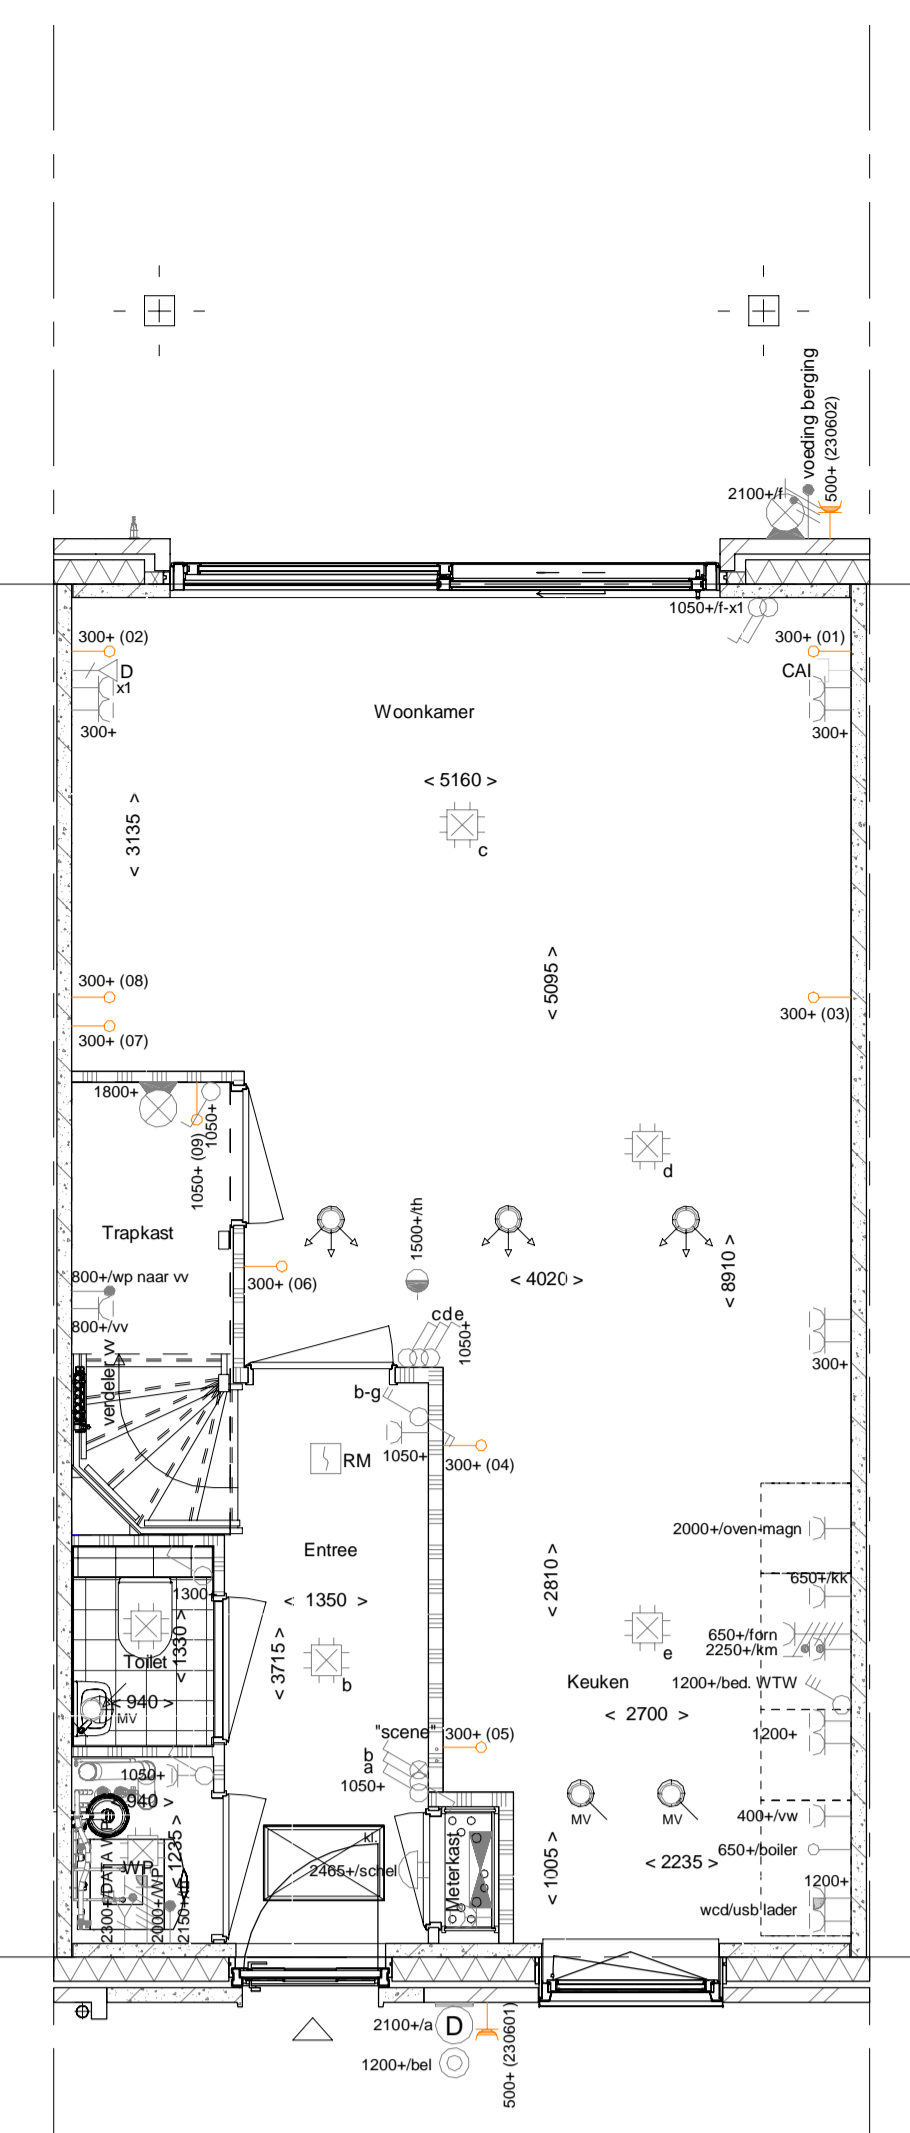 voeding berging
500+ (230602)
2100+/f
1050+/f-x1
300+ (02)
D
x1
300+
300+ (01)
CAI
300+
Woonkamer
< 5160 >
c
< 3135 >
< 5095 >
300+ (08)
300+ (07)
300+ (03)
1800+
1050+
1050+ (09)
d
Trapkast
1500+/th
< 8910 >
< 4020 >
300+ (06)
800+/wp naar vv
800+/vv
cde
1050+
300+
verdeler vv
b-g
1050+
300+ (04)
RM
2000+/oven-magn
Entree
< 2810 >
650+/kk
1300+
< 1350 >
< 1330 >
650+/forn
2250+/km
e
Toilet
< 3715 >
b
Keuken
1200+/bed. WTW
< 940 >
MV
< 2700 >
"scene"
300+ (05)
1200+
b
a
1050+
1050+
< 940 >
MV
MV
400+/vw
kl.
< 1235 >
WP
2465+/schel
Meterkast
< 1005 >
< 2235 >
650+/boiler
1200+
wcd/usb lader
2300+/DATA WP
2000+/WP
2100+/a
D
1200+/bel
500+ (230601)